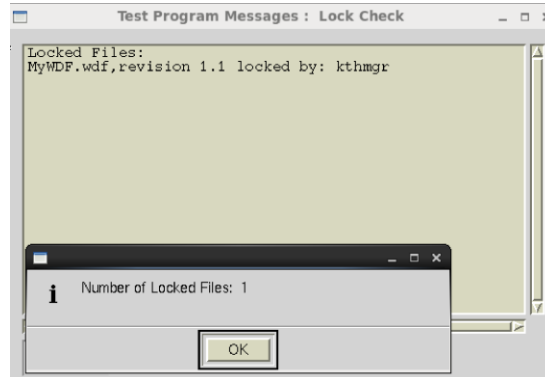 Test Program Messages : Lock Check
Locked Files:
MyWDF.wdf,revision 1.1 locked by: kthmgr
Number of Locked Files: 1
OK